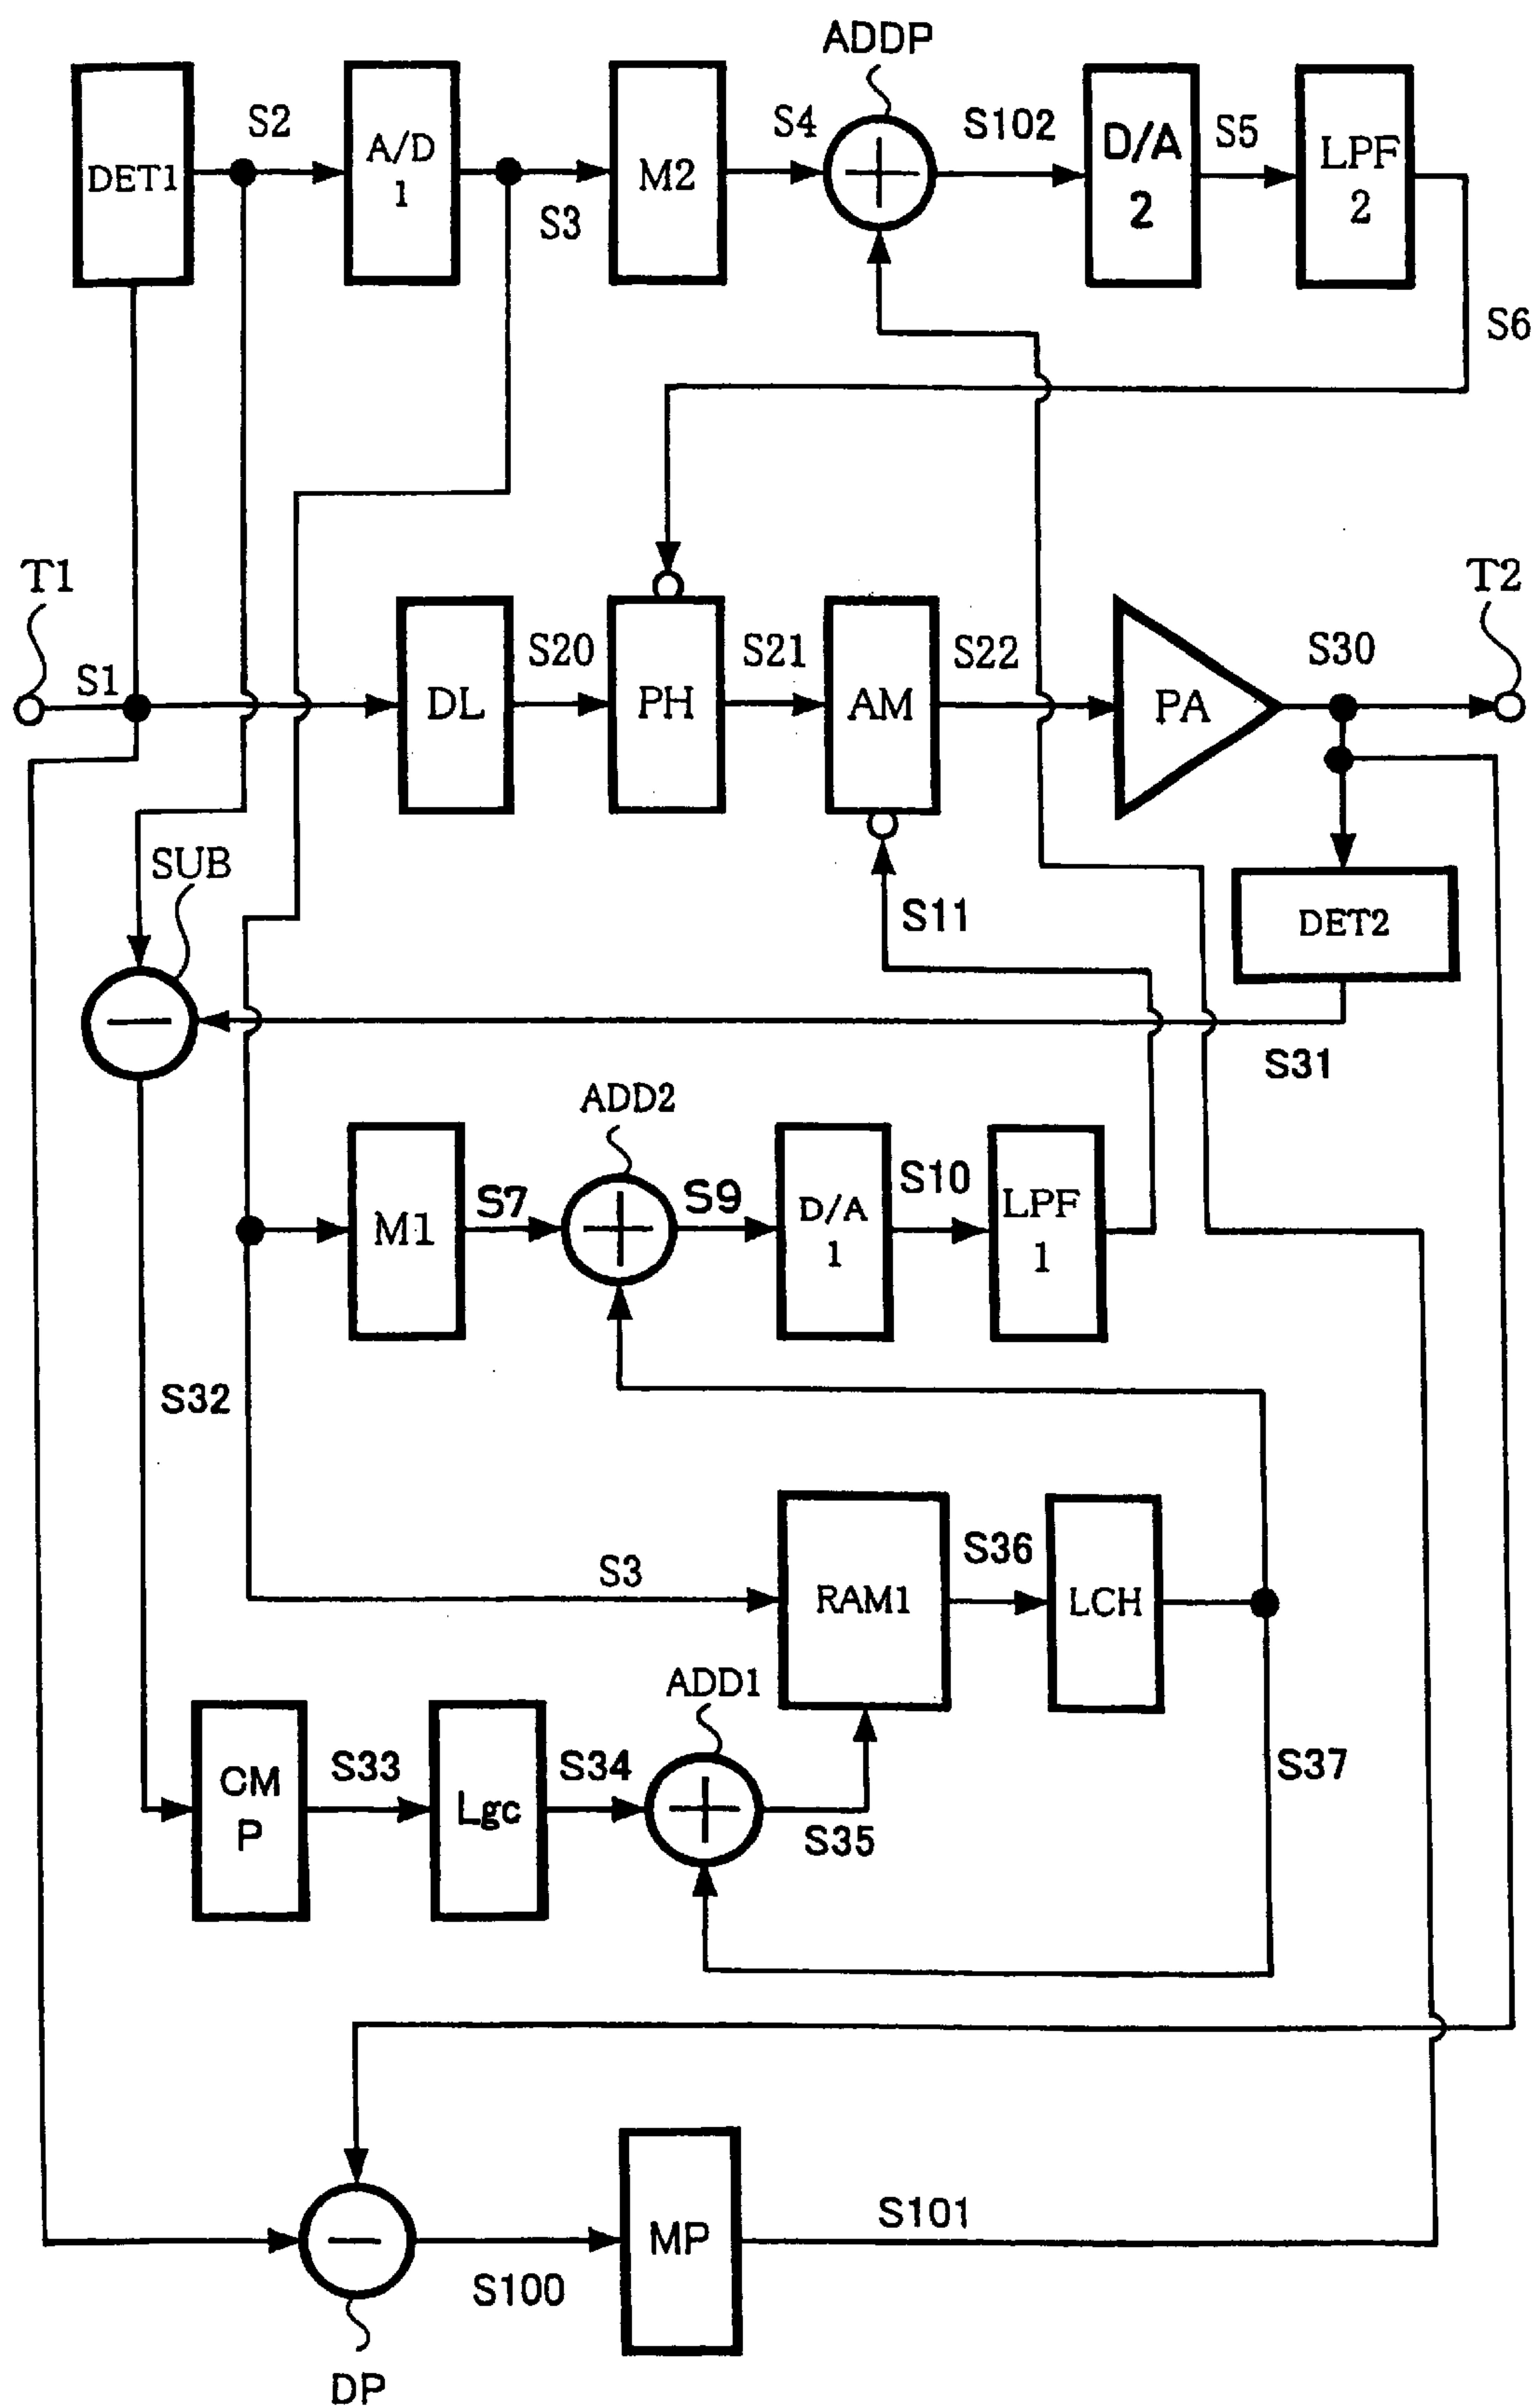 ADDP
DET1
S2
A/D
1
S3
M2
S4
S102
D/A
2
S5
LPF
2
S6
T1
S1
DL
S20
PH
S21
AM
S22
PA
S30
T2
SUB
S11
DET2
S31
ADD2
M1
S7
S9
D/A
1
S10
LPF
1
S32
S3
RAM1
S36
LCH
ADD1
CM
P
S33
Lgc
S34
S35
S37
MP
S101
S100
DP